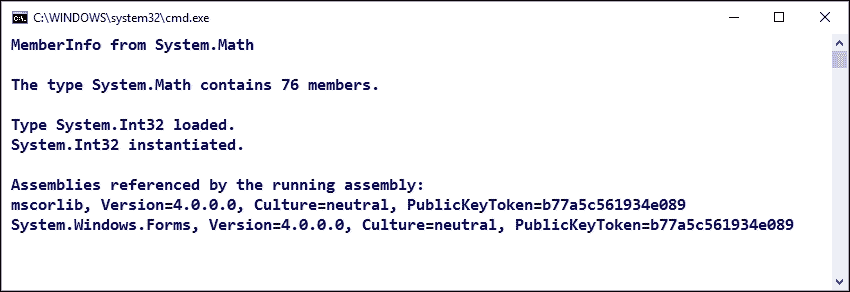 C:\WINDOWS\system32\cmd.exe
MemberInfo from System.Math
The type System.Math contains 76 members.
Type System.Int32 loaded.
System.Int32 instantiated.
Assemblies referenced by the running assembly:
mscorlib, Version=4.0.0.0, Culture=neutral, PublicKeyToken=b77a5c561934e089
System.Windows.Forms, Version=4.0.0.0, Culture=neutral, PublicKeyToken=b77a5c561934e089